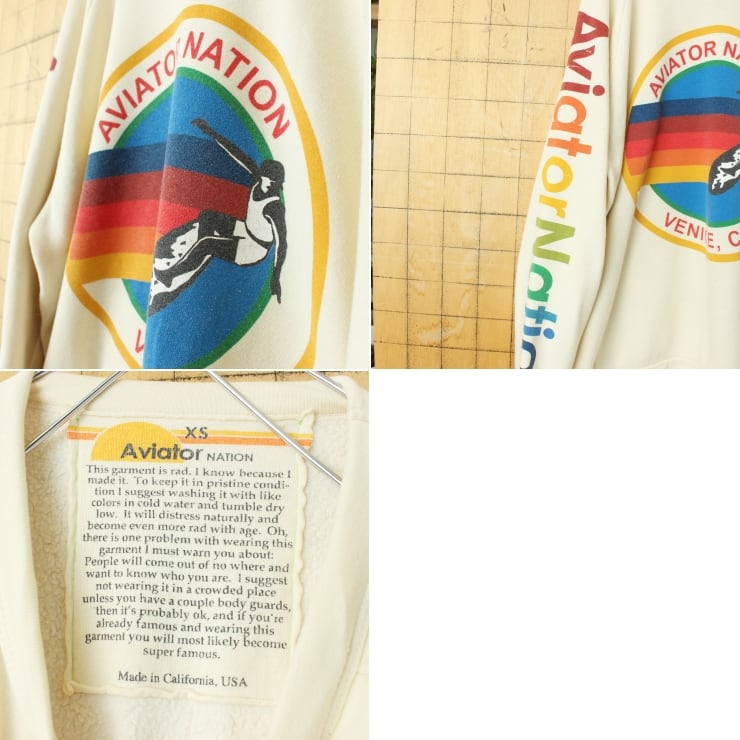 AVIATOR NATION
V
AviatorNatio
AVIATOR NA
VENICE, C
XS
Aviator NATION
This garment is rad. I know because I
made it. To keep it in pristine condi-
tion I suggest washing it with like
colors in cold water and tumble dry
low. It will distress naturally and
become even more rad with age. Oh,
there is one problem with wearing this
garment I must warn you about:
People will come out of no where and
want to know who you are. I suggest
not wearing it in a crowded place
unless you have a couple body guards,
then it's probably ok, and if you're
already famous and wearing this
garment you will most likely become
super famous.
Made in California, USA